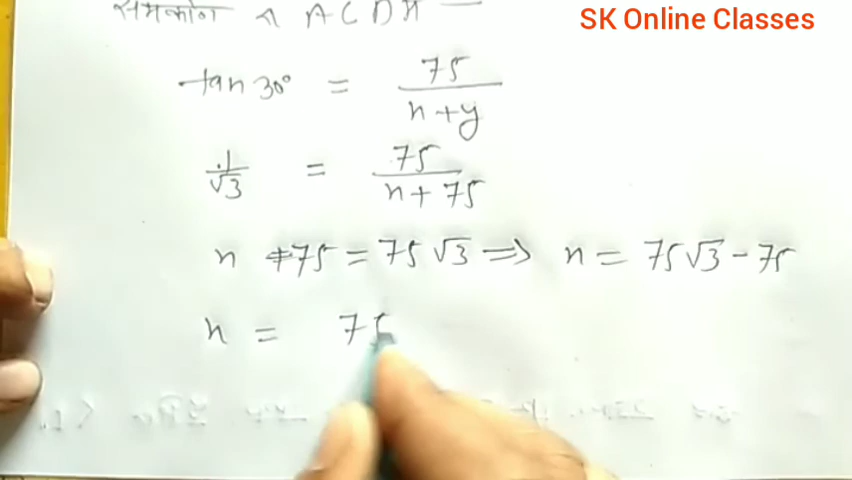 SK Online Classes
समकोण △ ACD में
tan 30° = 75/(x+y)
1/√3 = 75/(x+75)
x +75 = 75√3 ⇒ x = 75√3 - 75
x = 75